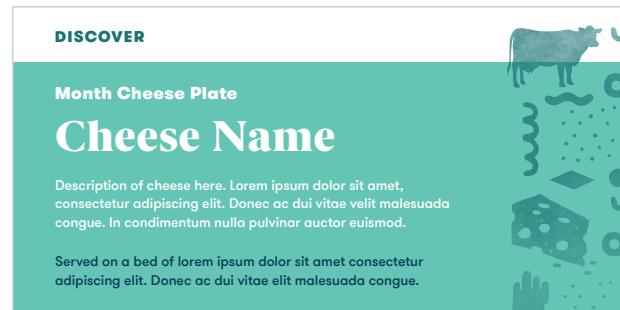 DISCOVER
Month Cheese Plate
Cheese Name
Description of cheese here. Lorem ipsum dolor sit amet,
consectetur adipiscing elit. Donec ac dui vitae velit malesuada
congue. In condimentum nulla pulvinar auctor euismod.
Served on a bed of lorem ipsum dolor sit amet consectetur
adipiscing elit. Donec ac dui vitae elit malesuada congue.